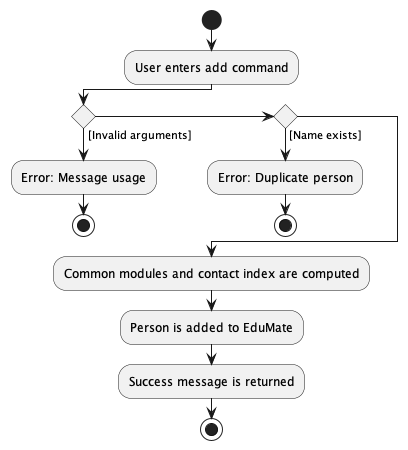 User enters add command
[Invalid arguments]
[Name exists]
Error: Message usage
Error: Duplicate person
Common modules and contact index are computed
Person is added to EduMate
Success message is returned